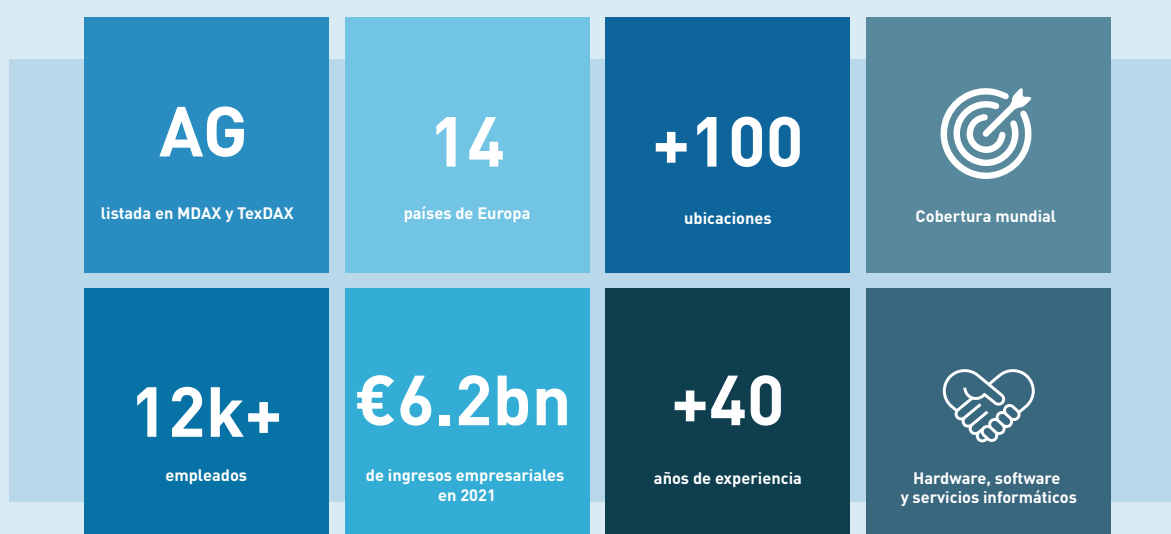 AG
listada en MDAX y TexDAX
14
países de Europa
+100
ubicaciones
Cobertura mundial
12k+
empleados
€6.2bn
de ingresos empresariales
en 2021
+40
años de experiencia
Hardware, software
y servicios informáticos